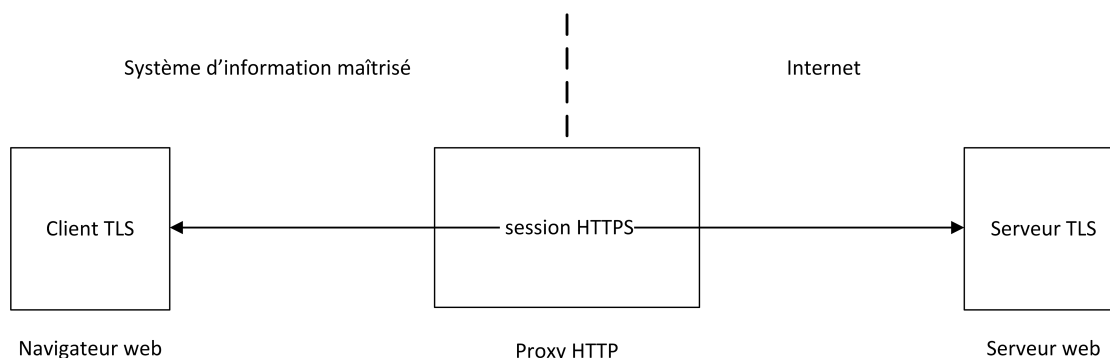 Système d’information maîtrisé
Internet
Client TLS
session HTTPS
Serveur TLS
Navigateur web
Proxy HTTP
Serveur web